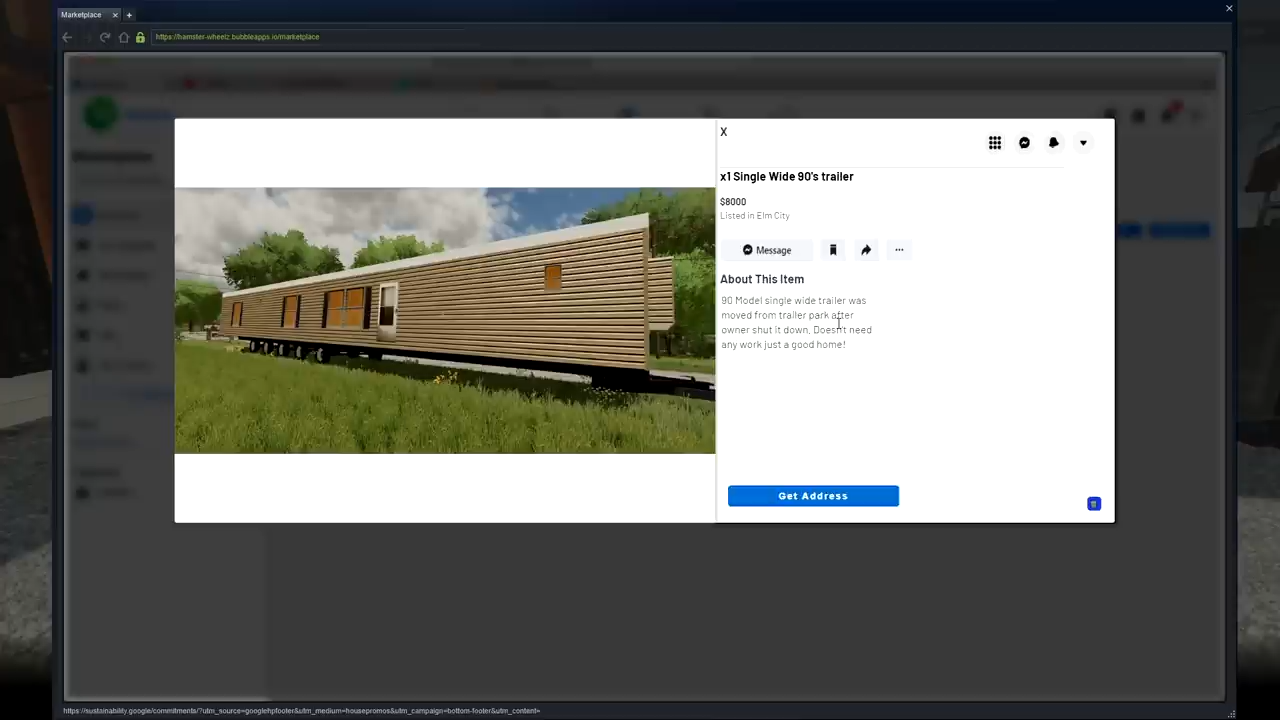 Marketplace
https://hamster-wheelz.bubbleapps.io/marketplace
X
x1 Single Wide 90's trailer
$8000
Listed in Elm City
Message
About This Item
90 Model single wide trailer was
moved from trailer park after
owner shut it down, Doesn't need
any work just a good home!
Get Address
https://sustainability.google/commitments/?utm_source=googlehpfooter&utm_medium=housepromos&utm_campaign=bottom-footer&utm_content=